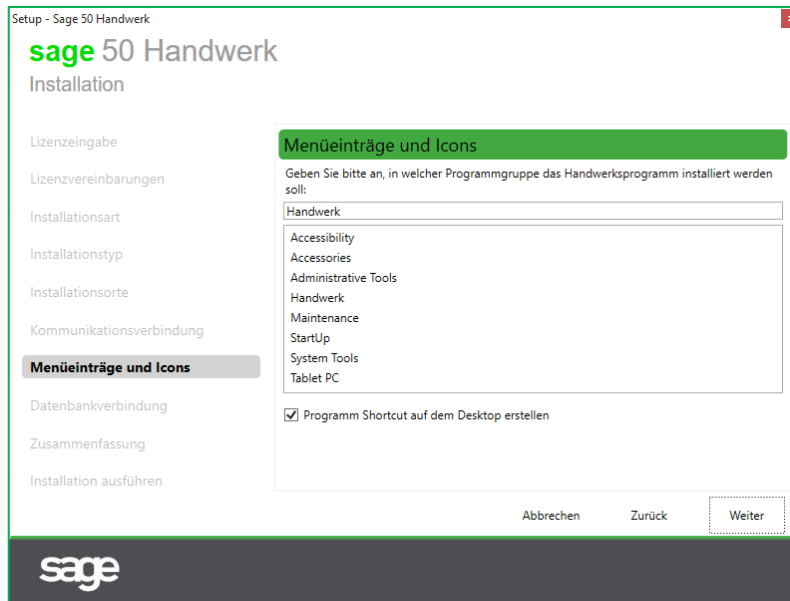 Setup - Sage 50 Handwerk
sage 50 Handwerk
Installation
Lizenzeingabe
Lizenzvereinbarungen
Installationsart
Installationstyp
Installationsorte
Kommunikationsverbindung
Menüeinträge und Icons
Datenbankverbindung
Zusammenfassung
Installation ausführen
Menüeinträge und Icons
Geben Sie bitte an, in welcher Programmgruppe das Handwerksprogramm installiert werden
soll:
Handwerk
Accessibility
Accessories
Administrative Tools
Handwerk
Maintenance
StartUp
System Tools
Tablet PC
Programm Shortcut auf dem Desktop erstellen
Abbrechen Zurück Weiter
sage